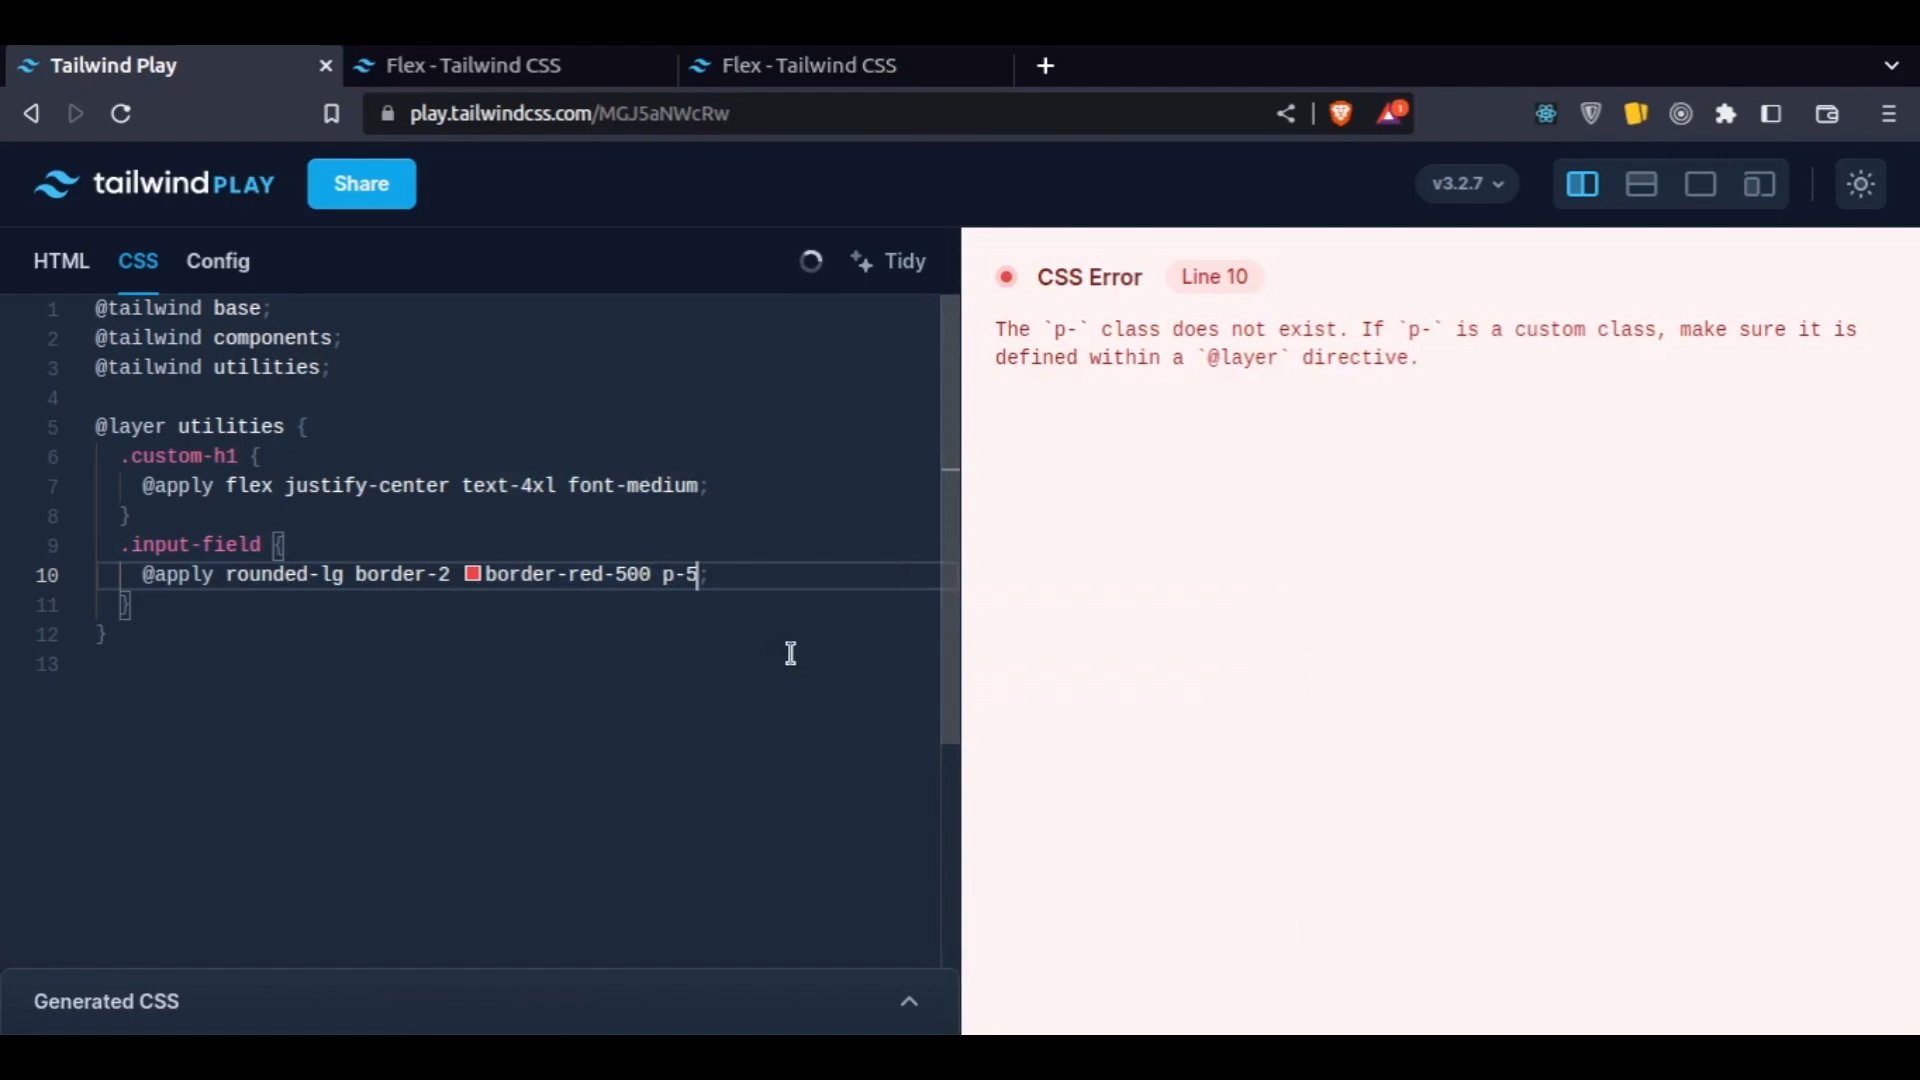 Tailwind Play
Flex - Tailwind CSS
Flex - Tailwind CSS
play.tailwindcss.com/MGJ5aNWcRw
1
tailwind PLAY
Share
v3.2.7
HTML
CSS
Config
Tidy
1 @tailwind base;
2 @tailwind components;
3 @tailwind utilities;
4
5 @layer utilities {
6 .custom-h1 {
7 @apply flex justify-center text-4xl font-medium;
8 }
9 .input-field {
10 @apply rounded-lg border-2 border-red-500 p-5;
11 }
12 }
13
CSS Error
Line 10
The `p-` class does not exist. If `p-` is a custom class, make sure it is
defined within a `@layer` directive.
Generated CSS